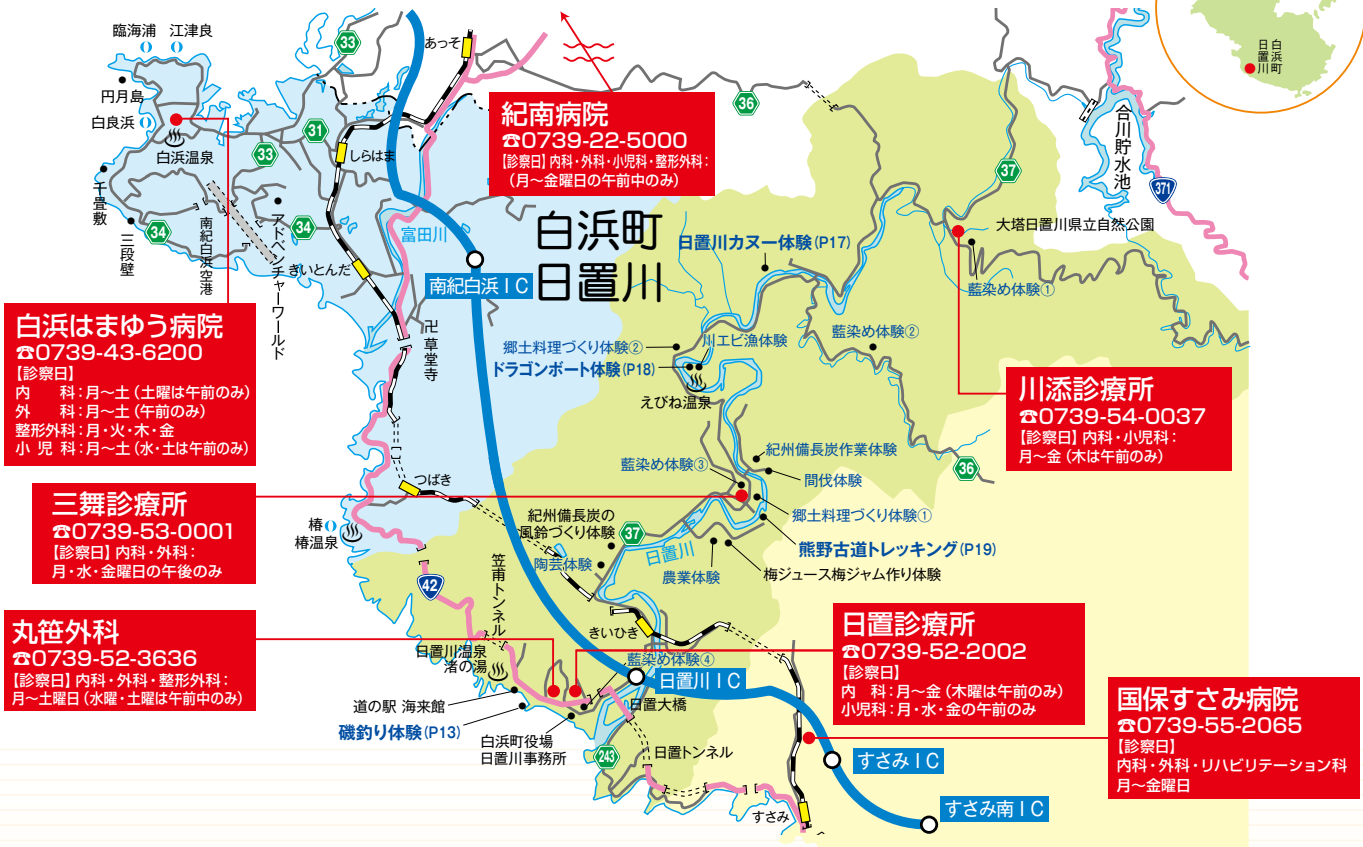 臨海浦
江津良
円月島
白良浜
白浜温泉
千畳敷
三段壁
南紀白浜空港
アドベンチャーワールド
33
31
33
34
34
しらはま
きいとんだ
あっそ
富田川
南紀白浜IC
卍草堂寺
紀南病院
☎0739-22-5000
【診察日】内科・外科・小児科・整形外科:
(月〜金曜日の午前中のみ)
白浜町
日置川
36
37
371
合川貯水池
白浜町
日置川
大塔日置川県立自然公園
日置川カヌー体験(P17)
藍染め体験①
藍染め体験②
川エビ漁体験
郷土料理づくり体験②
ドラゴンボート体験(P18)
えびね温泉
白浜はまゆう病院
☎0739-43-6200
【診察日】
内 科:月〜土(土曜は午前のみ)
外 科:月〜土(午前のみ)
整形外科:月・火・木・金
小 児 科:月〜土(水・土は午前のみ)
川添診療所
☎0739-54-0037
【診察日】内科・小児科:
月〜金(木は午前のみ)
36
紀州備長炭作業体験
藍染め体験③
間伐体験
郷土料理づくり体験①
熊野古道トレッキング(P19)
梅ジュース梅ジャム作り体験
農業体験
日置川
37
紀州備長炭の
風鈴づくり体験
陶芸体験
つばき
椿
椿温泉
三舞診療所
☎0739-53-0001
【診察日】内科・外科:
月・水・金曜日の午後のみ
42
笠甫トンネル
きいひき
丸笹外科
☎0739-52-3636
【診察日】内科・外科・整形外科:
月〜土曜日(水曜・土曜は午前中のみ)
日置川温泉
渚の湯
藍染め体験④
日置川IC
道の駅 海来館
磯釣り体験(P13)
白浜町役場
日置川事務所
日置大橋
243
日置トンネル
日置診療所
☎0739-52-2002
【診察日】
内 科:月〜金(木曜は午前のみ)
小児科:月・水・金の午前のみ
国保すさみ病院
☎0739-55-2065
【診察日】
内科・外科・リハビリテーション科
月〜金曜日
すさみIC
すさみ南IC
すさみ